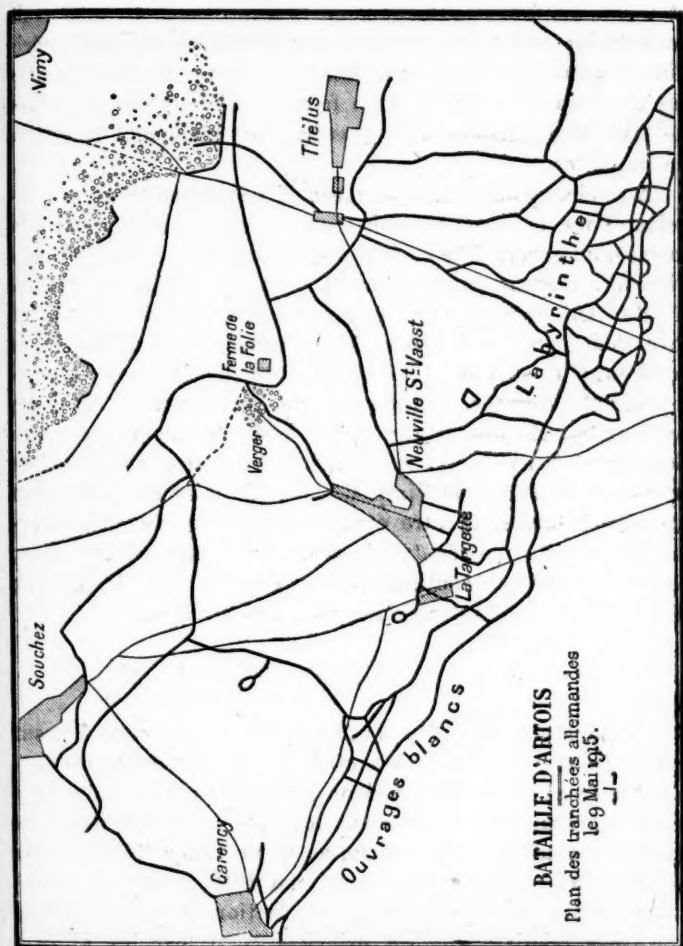 Vimy
Souchez
Thelus
Ferme de
la Folie
Verger
Neuville St Vaast
Labyrinthe
La Targette
Carency
Ouvrages blancs
BATAILLE D'ARTOIS
Plan des tranchées allemandes
le 9 Mai 1915.